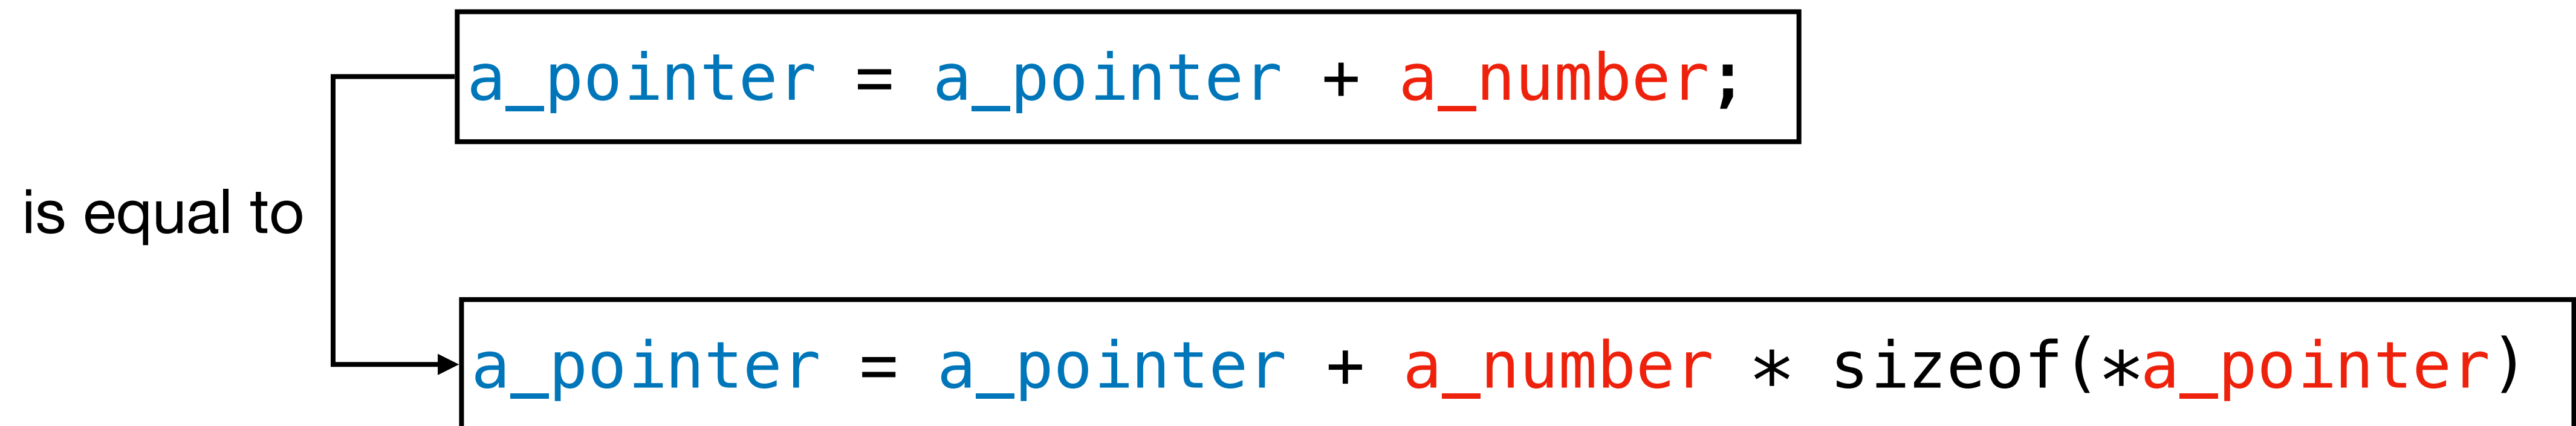 a_pointer = a_pointer + a_number;
is equal to
a_pointer = a_pointer + a_number * sizeof(*a_pointer)